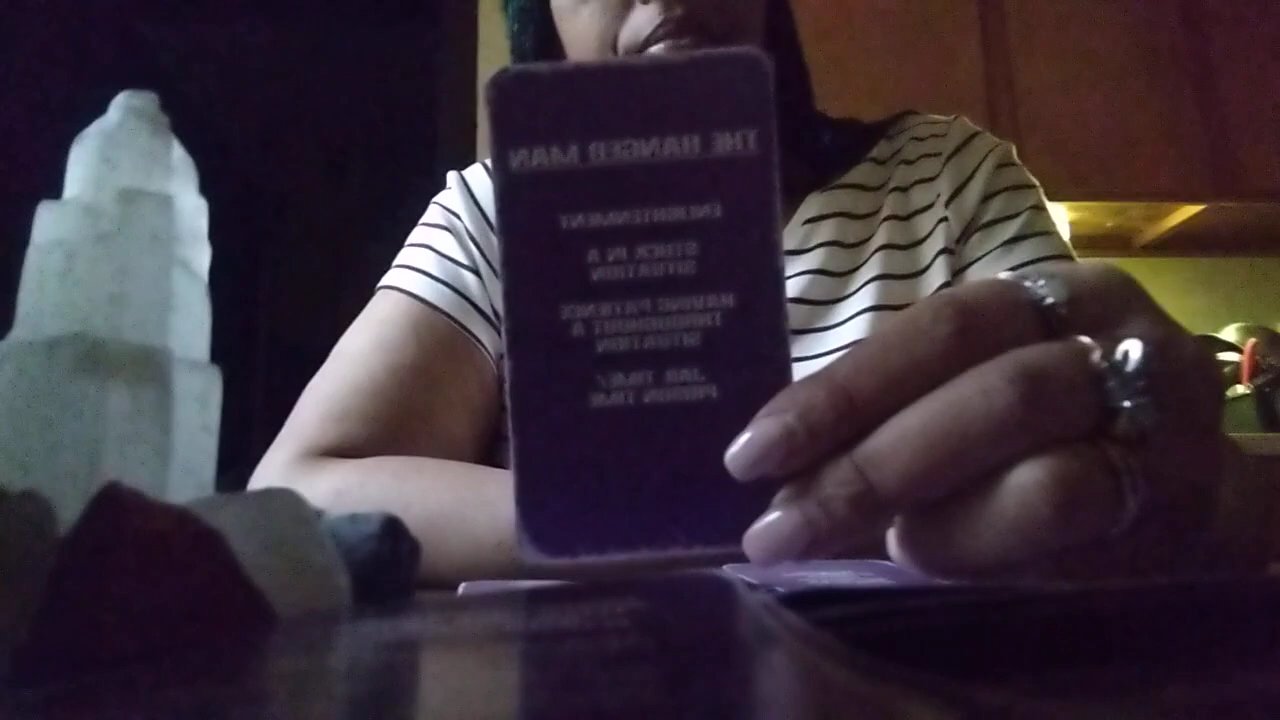 THE HANGED MAN
ENLIGHTENMENT
STUCK IN A
SITUATION
HAVING PATIENCE
THROUGHOUT A
SITUATION
JAIL TIME/
PRISON TIME